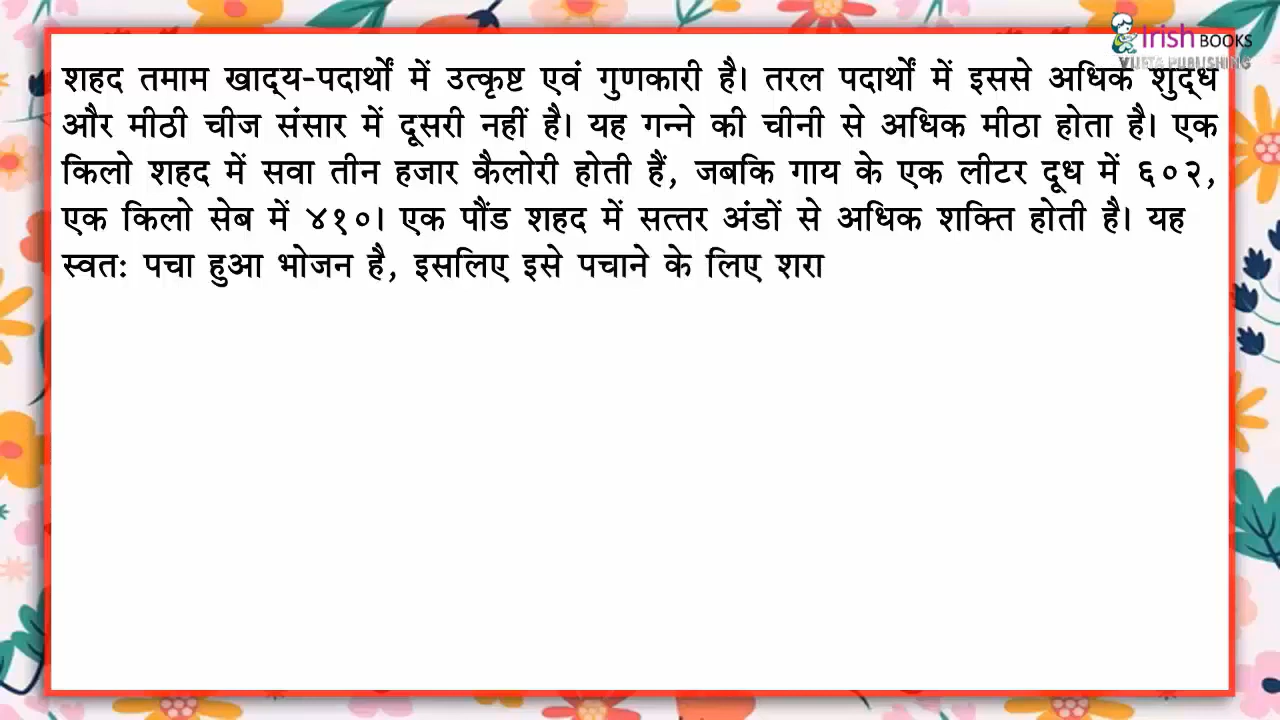 Irish BOOKS
VIJETA PUBLISHING
शहद तमाम खाद्य-पदार्थों में उत्कृष्ट एवं गुणकारी है। तरल पदार्थों में इससे अधिक शुद्ध
और मीठी चीज संसार में दूसरी नहीं है। यह गन्ने की चीनी से अधिक मीठा होता है। एक
किलो शहद में सवा तीन हजार कैलोरी होती हैं, जबकि गाय के एक लीटर दूध में ६०२,
एक किलो सेब में ४१०। एक पौंड शहद में सत्तर अंडों से अधिक शक्ति होती है। यह
स्वत: पचा हुआ भोजन है, इसलिए इसे पचाने के लिए शरा